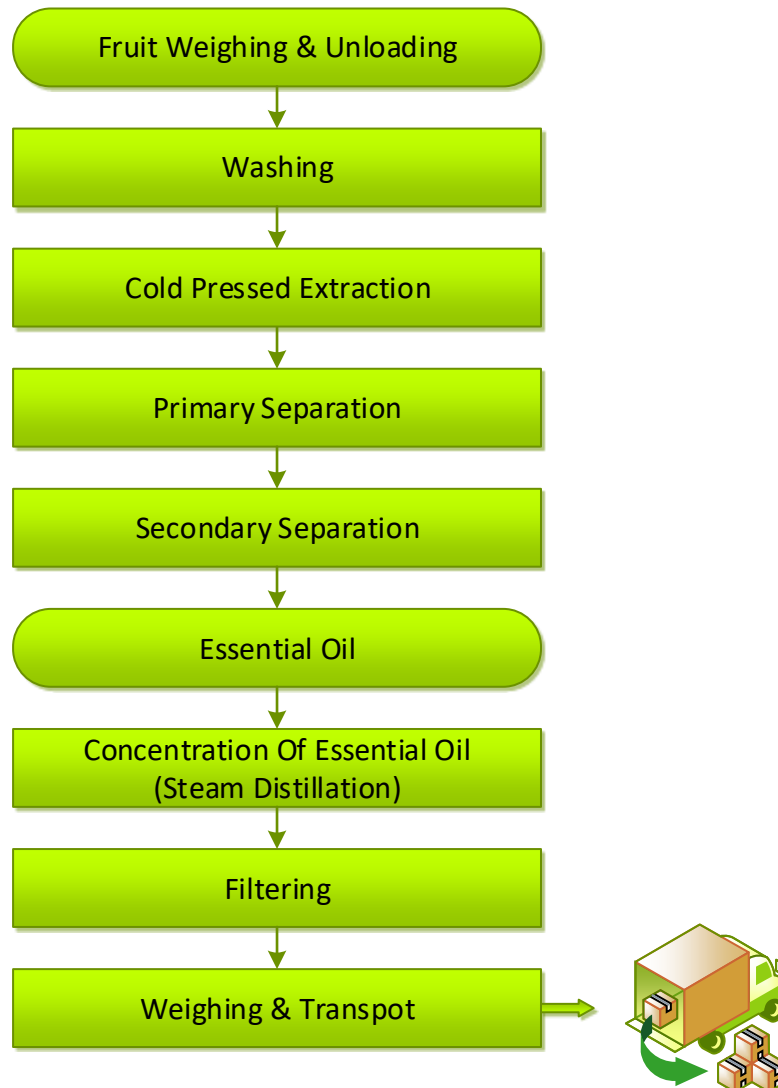 Fruit Weighing & Unloading
Washing
Cold Pressed Extraction
Primary Separation
Secondary Separation
Essential Oil
Concentration Of Essential Oil
(Steam Distillation)
Filtering
Weighing & Transpot